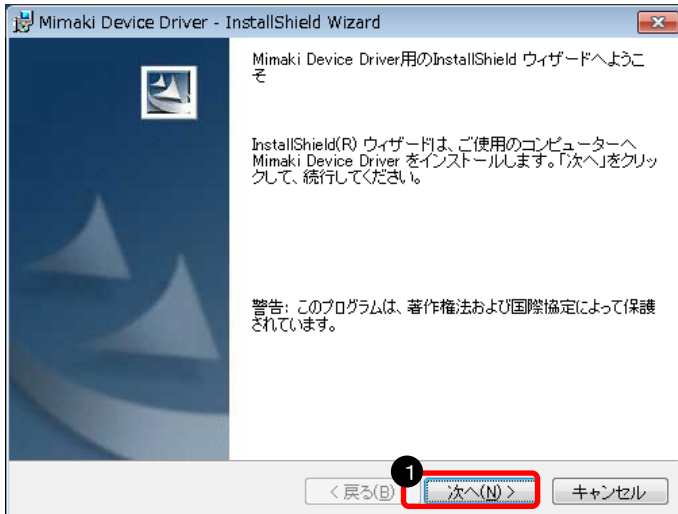 Mimaki Device Driver - InstallShield Wizard
Mimaki Device Driver用のInstallShield ウィザードへようこ
そ
InstallShield(R) ウィザードは、ご使用のコンピューターへ
Mimaki Device Driver をインストールします。「次へ」をクリッ
クして、続行してください。
警告: このプログラムは、著作権法および国際協定によって保護
されています。
1
< 戻る(B) 次へ(N) > キャンセル